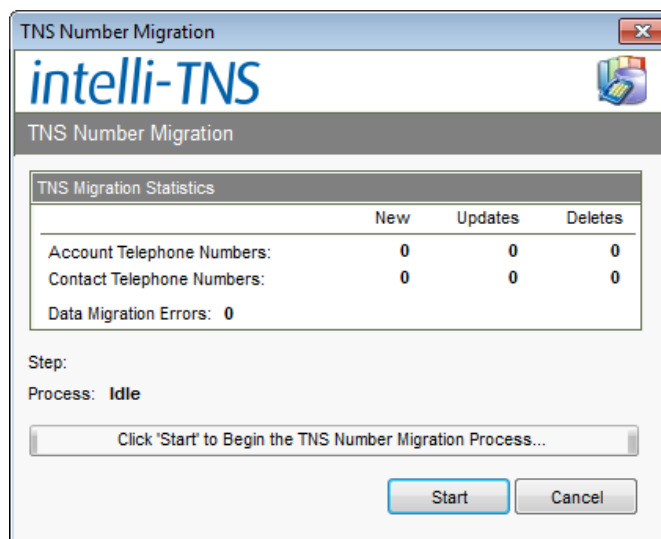 TNS Number Migration
intelli-TNS
TNS Number Migration
TNS Migration Statistics
New Updates Deletes
Account Telephone Numbers: 0 0 0
Contact Telephone Numbers: 0 0 0
Data Migration Errors: 0
Step:
Process: Idle
Click 'Start' to Begin the TNS Number Migration Process...
Start Cancel